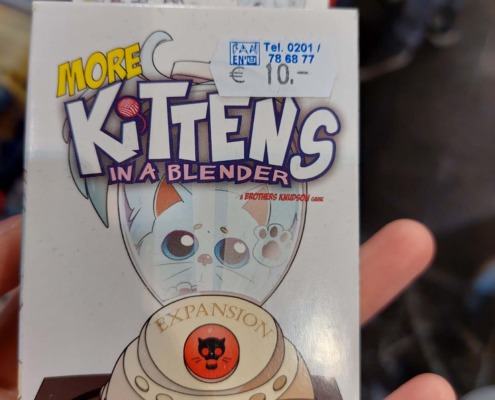 MORE
KiTTENS
IN A BLENDER
A BROTHERS KNUDSON GAME
EXPANSION
Tel. 0201 /
78 68 77
€ 10.-